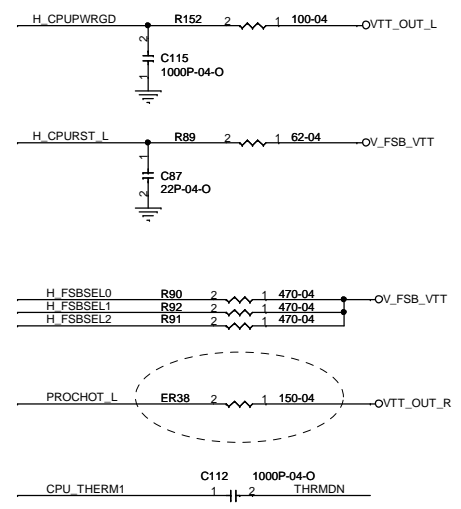 H_CPUPWRGD R152 2 1 100-04 VTT_OUT_L
2
C115
1000P-04-O
1
H_CPURST_L R89 2 1 62-04 V_FSB_VTT
1
C87
22P-04-O
2
H_FSBSEL0 R90 2 1 470-04 V_FSB_VTT
H_FSBSEL1 R92 2 1 470-04
H_FSBSEL2 R91 2 1 470-04
PROCHOT_L ER38 2 1 150-04 VTT_OUT_R
C112 1000P-04-O
CPU_THERM1 1 2 THRMDN